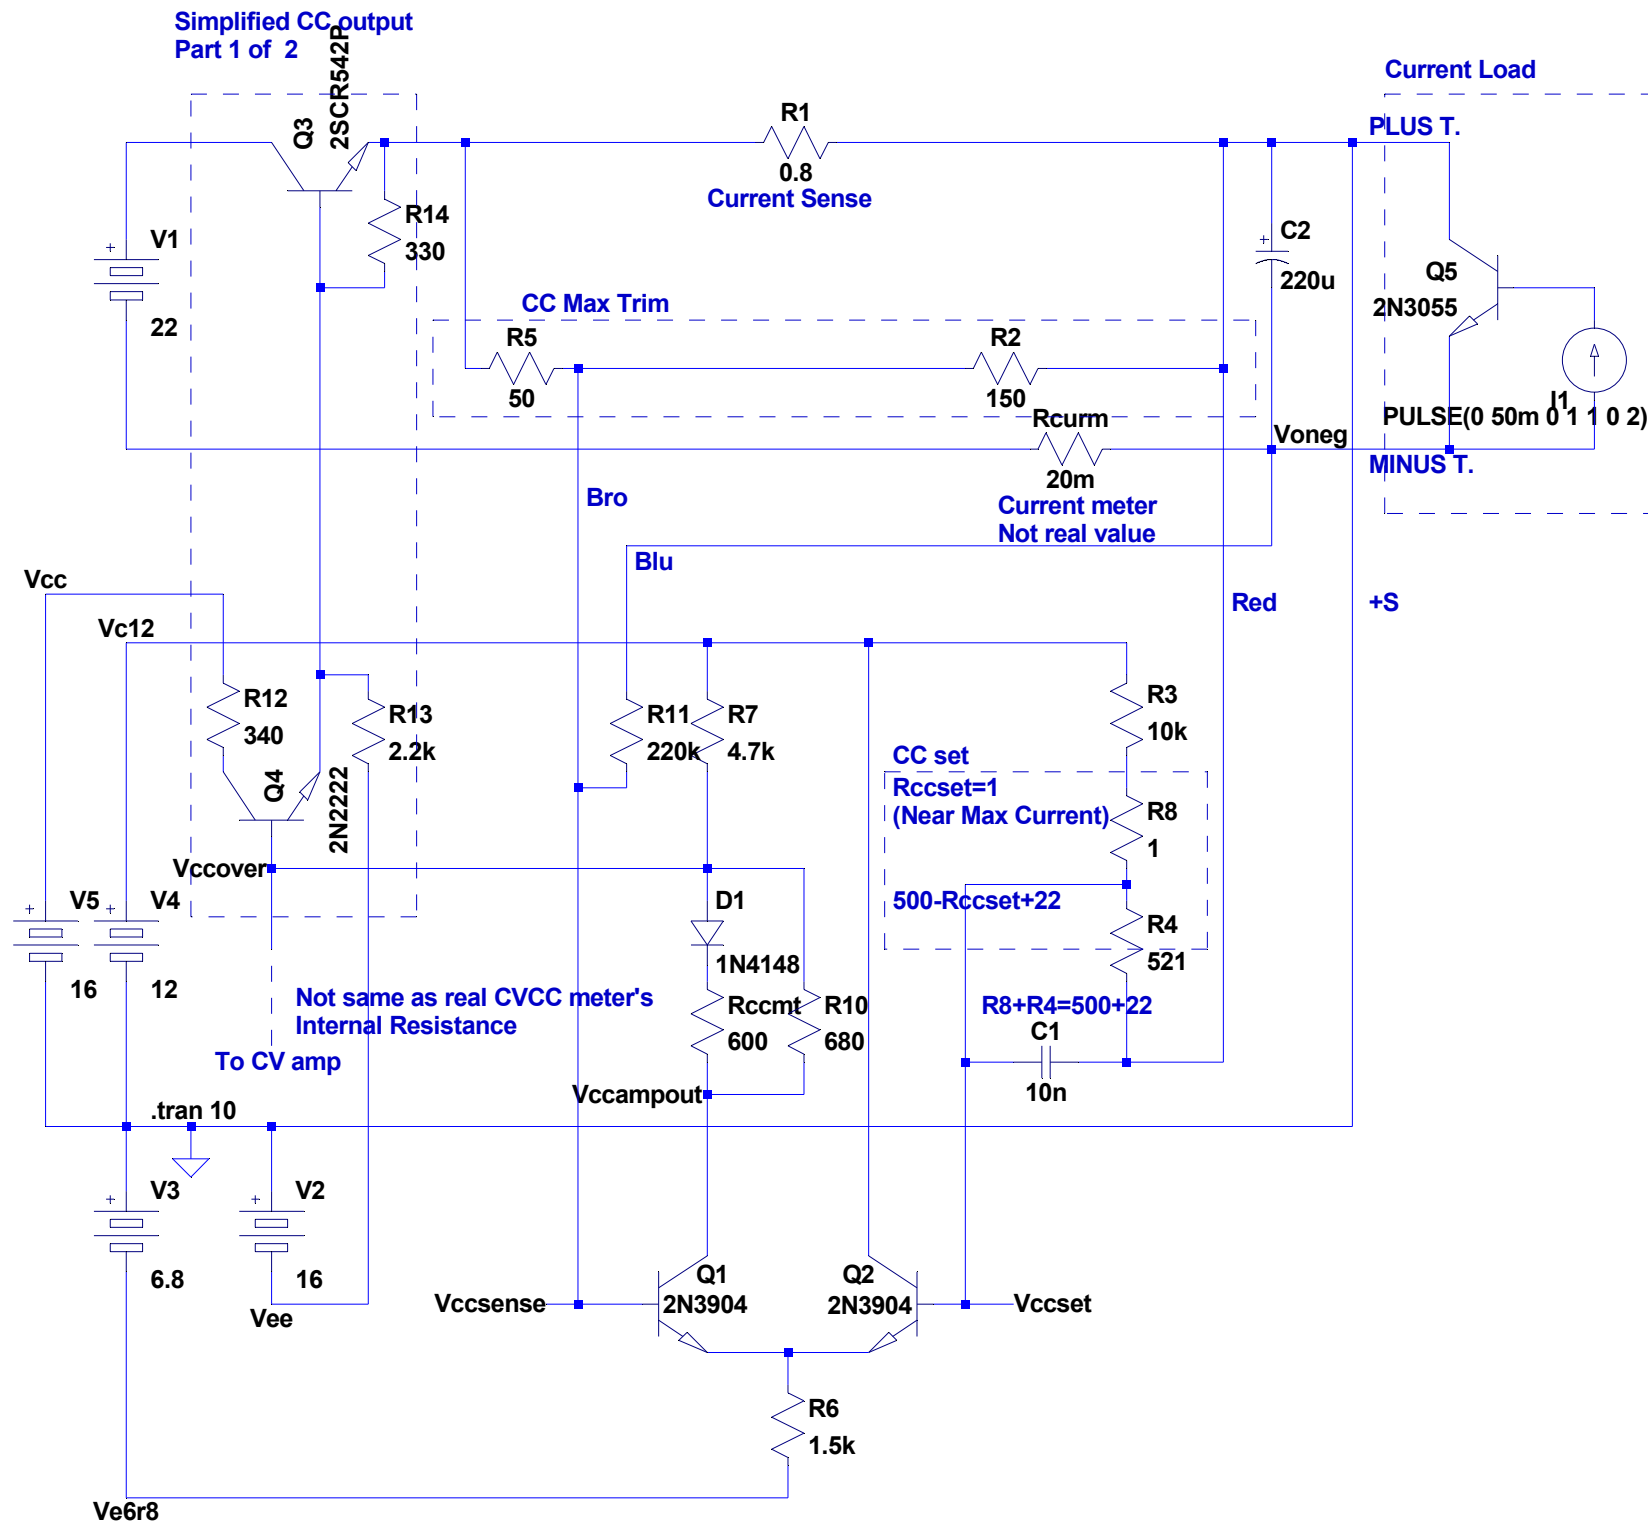 Simplified CC output
Part 1 of  2
Current Load
Q3
2SCR542P
R1
0.8
Current Sense
PLUS T.
R14
330
V1
22
C2
220u
Q5
2N3055
CC Max Trim
R5
50
R2
150
I1
PULSE(0 50m 0 1 1 0 2)
Rcurm
20m
Voneg
MINUS T.
Current meter
Not real value
Bro
Blu
Red
+S
Vcc
Vc12
R12
340
R13
2.2k
R11
220k
R7
4.7k
R3
10k
CC set
Rccset=1
(Near Max Current)
R8
1
Q4
2N2222
Vccover
500-Rccset+22
R4
521
V5
16
V4
12
D1
1N4148
Not same as real CVCC meter's
Internal Resistance
Rccmt
600
R10
680
R8+R4=500+22
C1
10n
To CV amp
Vccampout
.tran 10
V3
6.8
V2
16
Vee
Vccsense
Q1
2N3904
Q2
2N3904
Vccset
R6
1.5k
Ve6r8